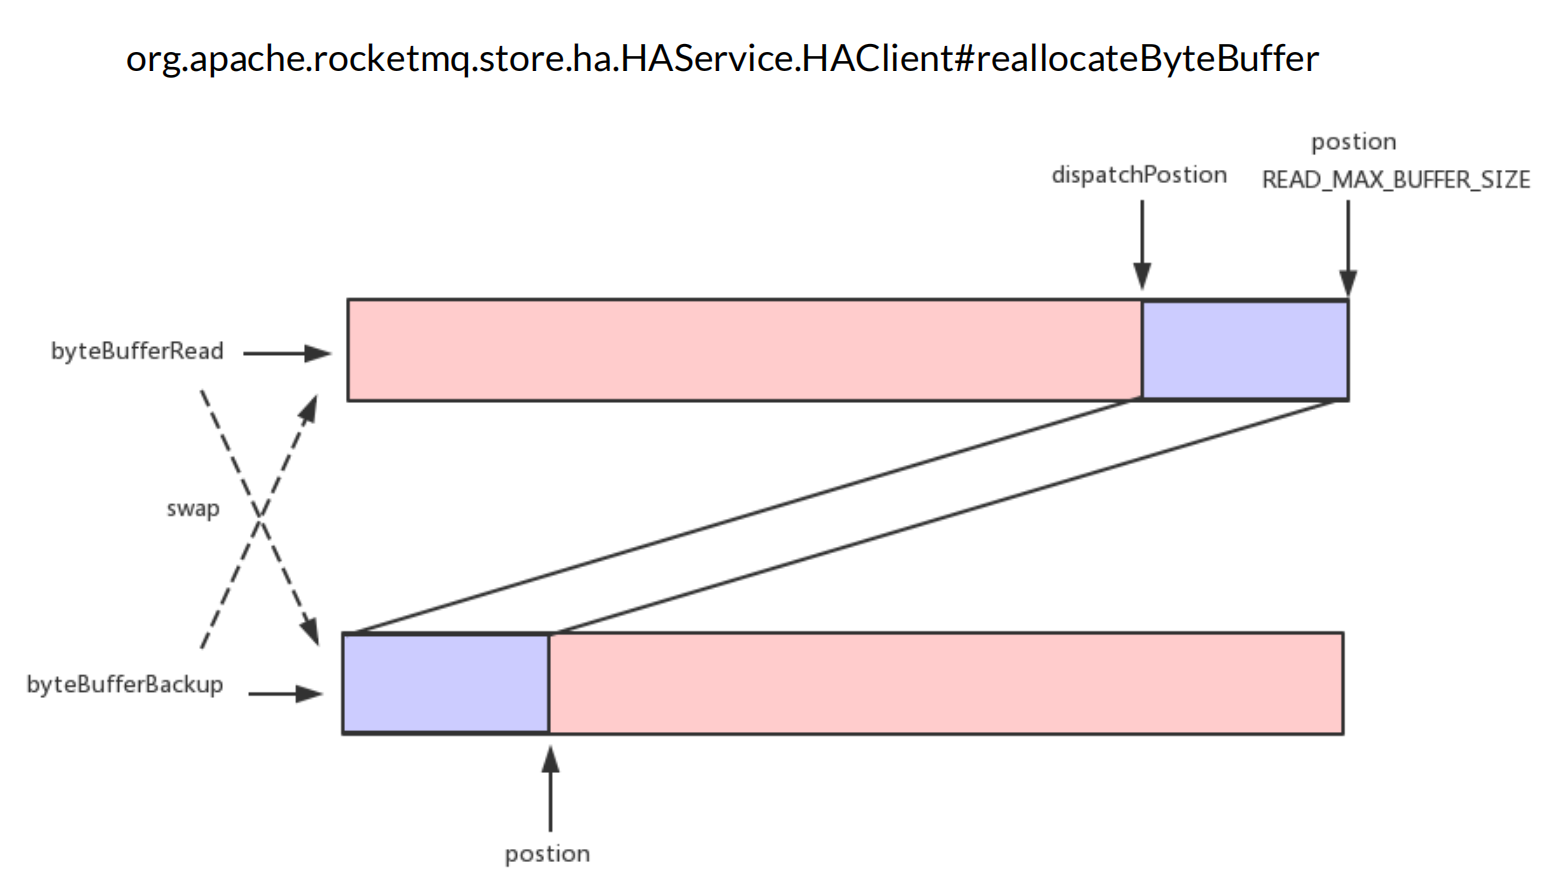 org.apache.rocketmq.store.ha.HAService.HAClient#reallocateByteBuffer
postion
dispatchPostion
READ_MAX_BUFFER_SIZE
byteBufferRead
swap
byteBufferBackup
postion